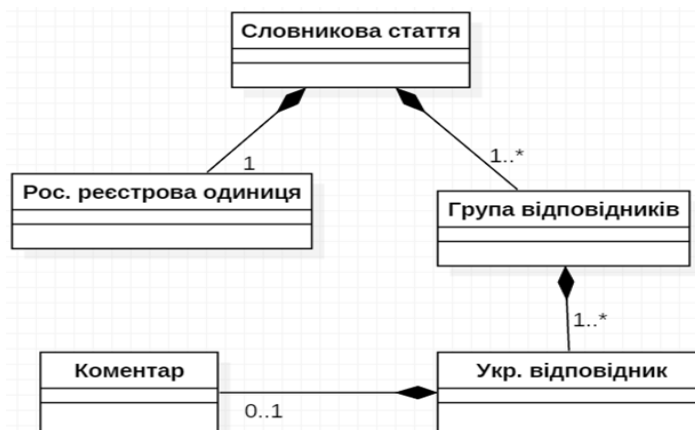 Словникова стаття
1
1..*
Рос. реєстрова одиниця
Група відповідників
1..*
Коментар
Укр. відповідник
0..1